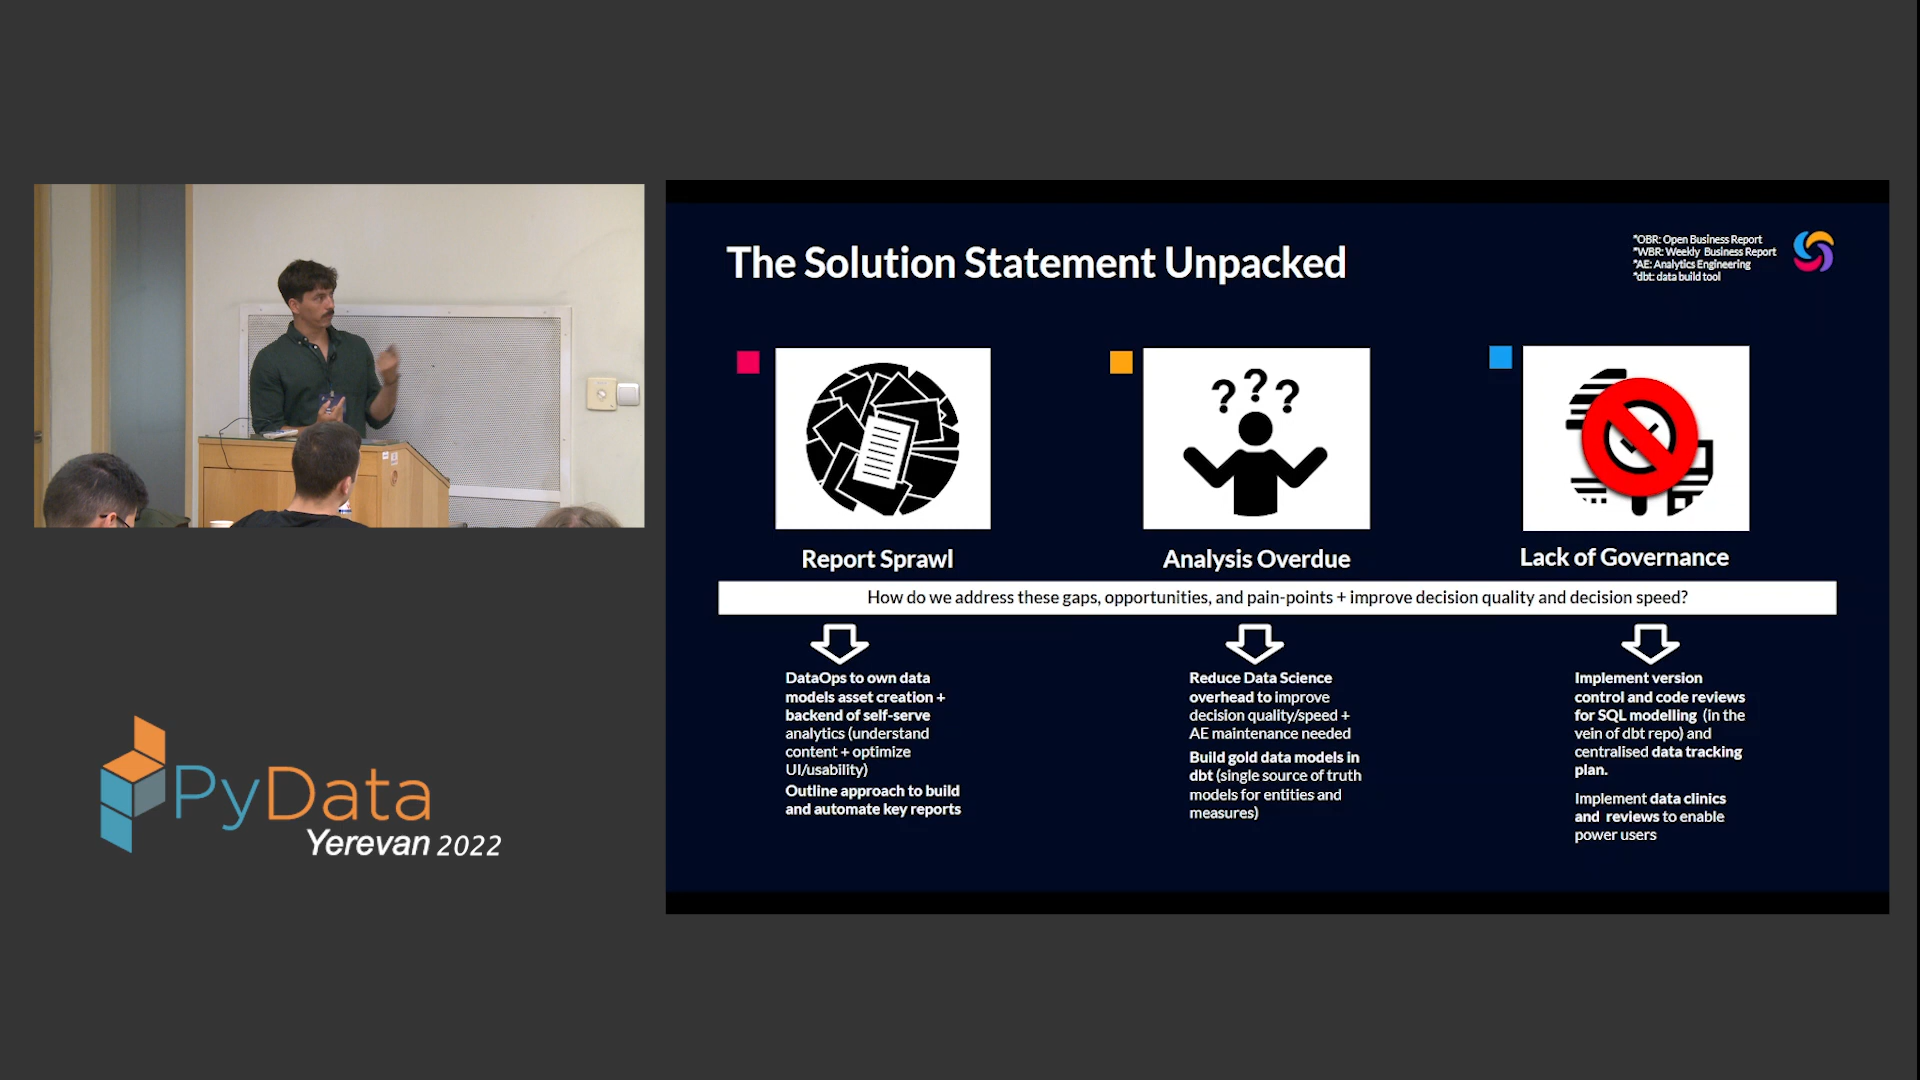 The Solution Statement Unpacked
*OBR: Open Business Report
*WBR: Weekly Business Report
*AE: Analytics Engineering
*dbt: data build tool
???
Report Sprawl
Analysis Overdue
Lack of Governance
How do we address these gaps, opportunities, and pain-points + improve decision quality and decision speed?
DataOps to own data
models asset creation +
backend of self-serve
analytics (understand
content + optimize
UI/usability)
Outline approach to build
and automate key reports
Reduce Data Science
overhead to improve
decision quality/speed +
AE maintenance needed
Build gold data models in
dbt (single source of truth
models for entities and
measures)
Implement version
control and code reviews
for SQL modelling (in the
vein of dbt repo) and
centralised data tracking
plan.
Implement data clinics
and reviews to enable
power users
PyData
Yerevan 2022